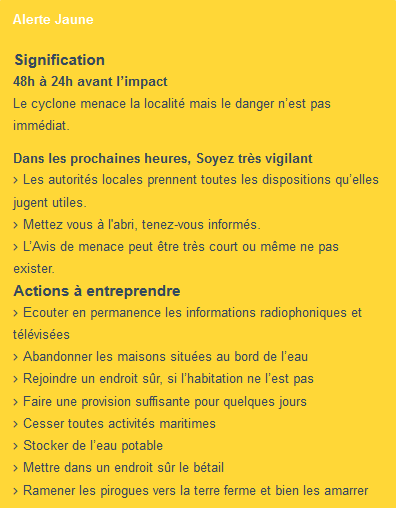 Alerte Jaune
Signification
48h à 24h avant l'impact
Le cyclone menace la localité mais le danger n'est pas
immédiat.
Dans les prochaines heures, Soyez très vigilant
> Les autorités locales prennent toutes les dispositions qu'elles
jugent utiles.
> Mettez vous à l'abri, tenez-vous informés.
> L'Avis de menace peut être très court ou même ne pas
exister.
Actions à entreprendre
> Ecouter en permanence les informations radiophoniques et
télévisées
> Abandonner les maisons situées au bord de l'eau
> Rejoindre un endroit sûr, si l'habitation ne l'est pas
> Faire une provision suffisante pour quelques jours
> Cesser toutes activités maritimes
> Stocker de l'eau potable
> Mettre dans un endroit sûr le bétail
> Ramener les pirogues vers la terre ferme et bien les amarrer